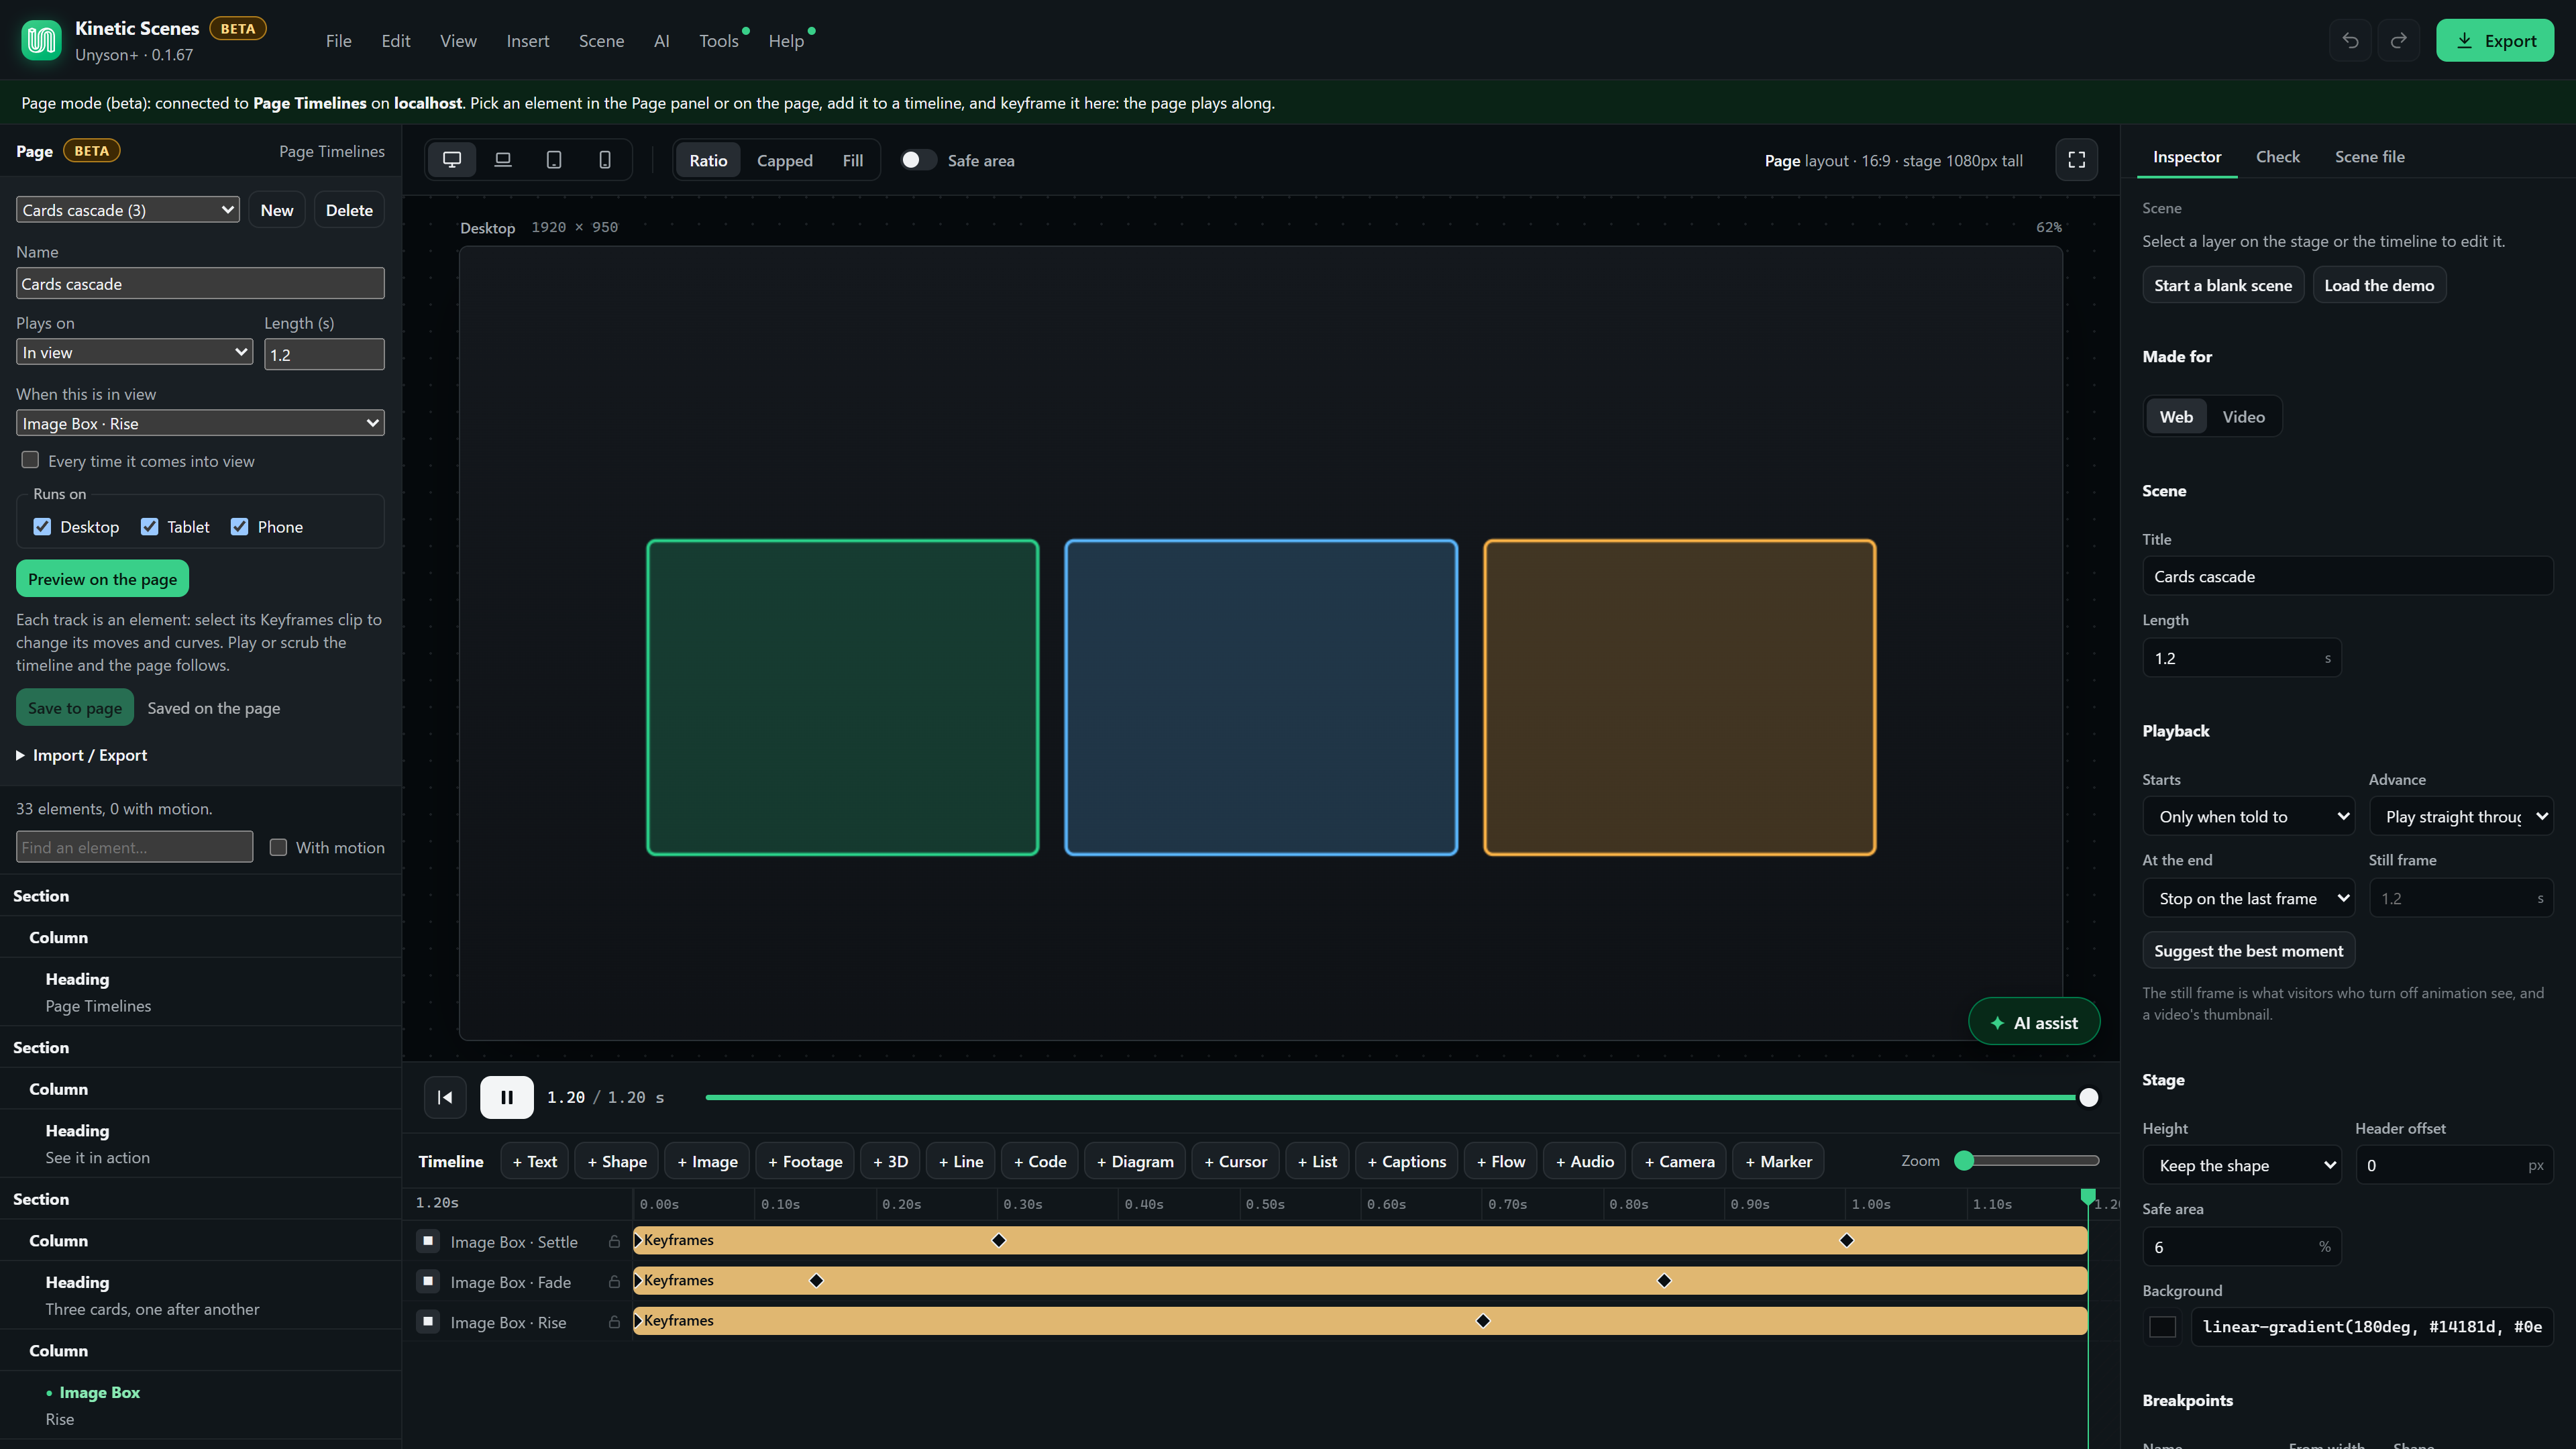 Kinetic Scenes BETA
Unyson+ · 0.1.67
File Edit View Insert Scene AI Tools Help
Export
Page mode (beta): connected to Page Timelines on localhost. Pick an element in the Page panel or on the page, add it to a timeline, and keyframe it here: the page plays along.
Page BETA Page Timelines
Cards cascade (3) New Delete
Name
Cards cascade
Plays on Length (s)
In view 1.2
When this is in view
Image Box · Rise
Every time it comes into view
Runs on
Desktop Tablet Phone
Preview on the page
Each track is an element: select its Keyframes clip to
change its moves and curves. Play or scrub the
timeline and the page follows.
Save to page Saved on the page
Import / Export
33 elements, 0 with motion.
Find an element... With motion
Section
Column
Heading
Page Timelines
Section
Column
Heading
See it in action
Section
Column
Heading
Three cards, one after another
Column
Image Box
Rise
Ratio Capped Fill Safe area
Page layout · 16:9 · stage 1080px tall
Desktop 1920 × 950 62%
AI assist
1.20 / 1.20 s
Timeline + Text + Shape + Image + Footage + 3D + Line + Code + Diagram + Cursor + List + Captions + Flow + Audio + Camera + Marker Zoom
1.20s 0.00s 0.10s 0.20s 0.30s 0.40s 0.50s 0.60s 0.70s 0.80s 0.90s 1.00s 1.10s 1.20
Image Box · Settle Keyframes
Image Box · Fade Keyframes
Image Box · Rise Keyframes
Inspector Check Scene file
Scene
Select a layer on the stage or the timeline to edit it.
Start a blank scene Load the demo
Made for
Web Video
Scene
Title
Cards cascade
Length
1.2 s
Playback
Starts Advance
Only when told to Play straight throug
At the end Still frame
Stop on the last frame 1.2 s
Suggest the best moment
The still frame is what visitors who turn off animation see, and
a video's thumbnail.
Stage
Height Header offset
Keep the shape 0 px
Safe area
6 %
Background
linear-gradient(180deg, #14181d, #0e
Breakpoints
Name From width Shape